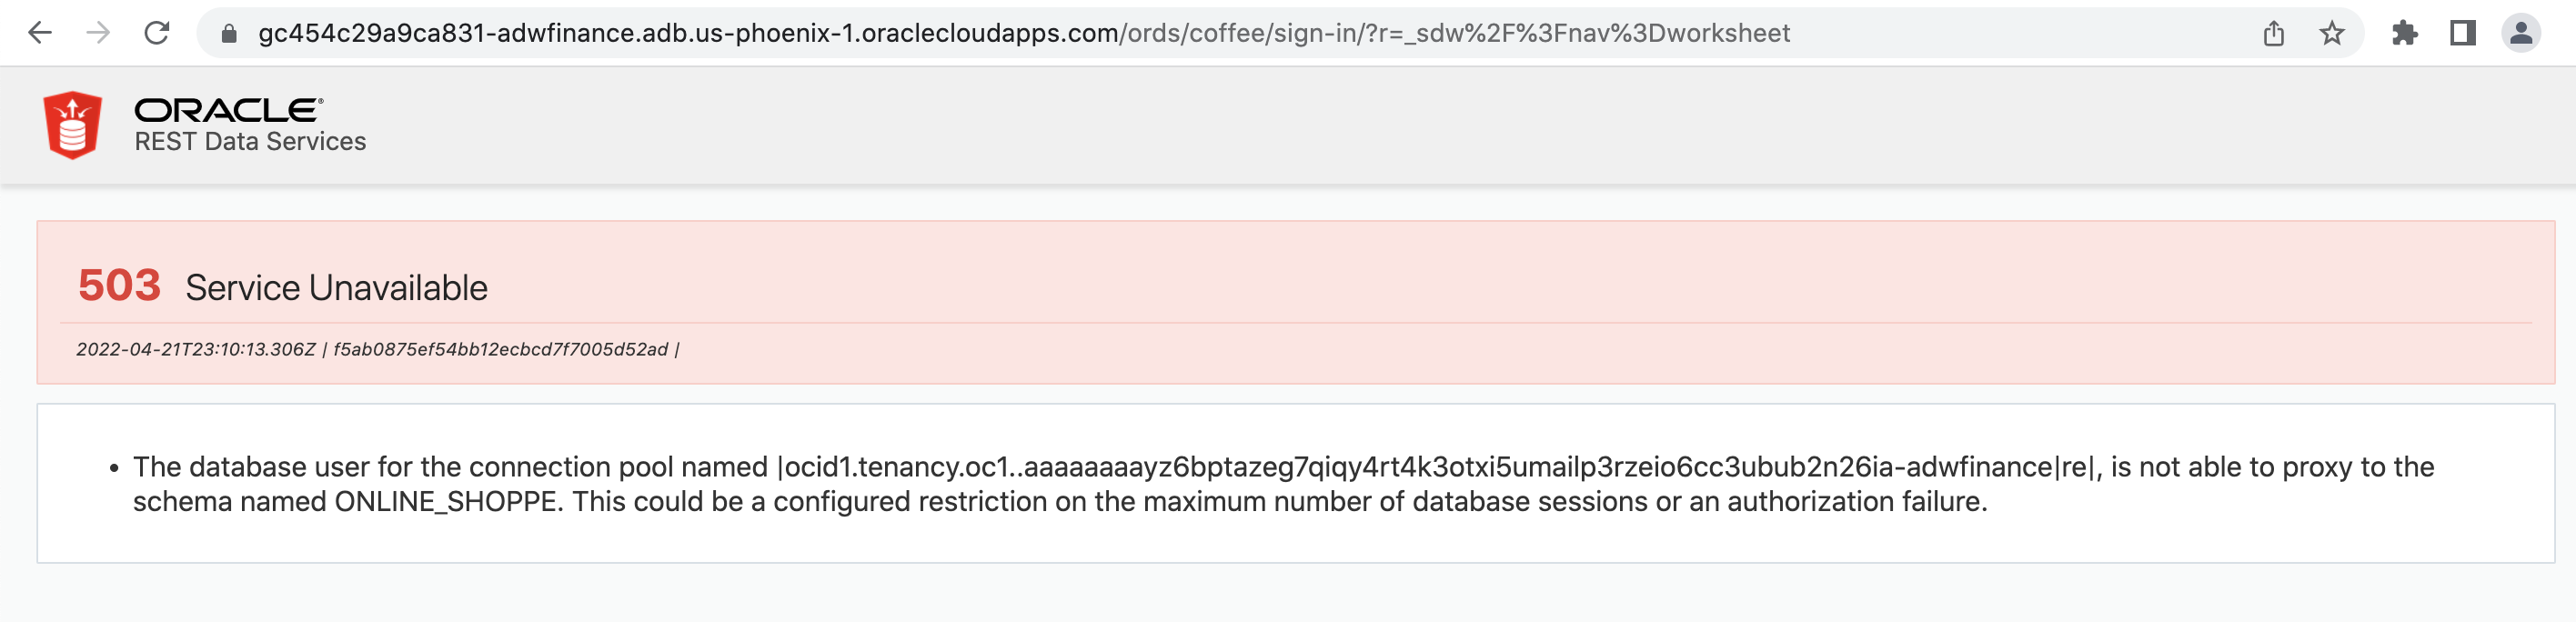 gc454c29a9ca831-adwfinance.adb.us-phoenix-1.oraclecloudapps.com/ords/coffee/sign-in/?r=_sdw%2F%3Fnav%3Dworksheet
ORACLE®
REST Data Services
503 Service Unavailable
2022-04-21T23:10:13.306Z | f5ab0875ef54bb12ecbcd7f7005d52ad |
• The database user for the connection pool named |ocid1.tenancy.oc1..aaaaaaaayz6bptazeg7qiqy4rt4k3otxi5umailp3rzeio6cc3ubub2n26ia-adwfinance|re|, is not able to proxy to the
schema named ONLINE_SHOPPE. This could be a configured restriction on the maximum number of database sessions or an authorization failure.